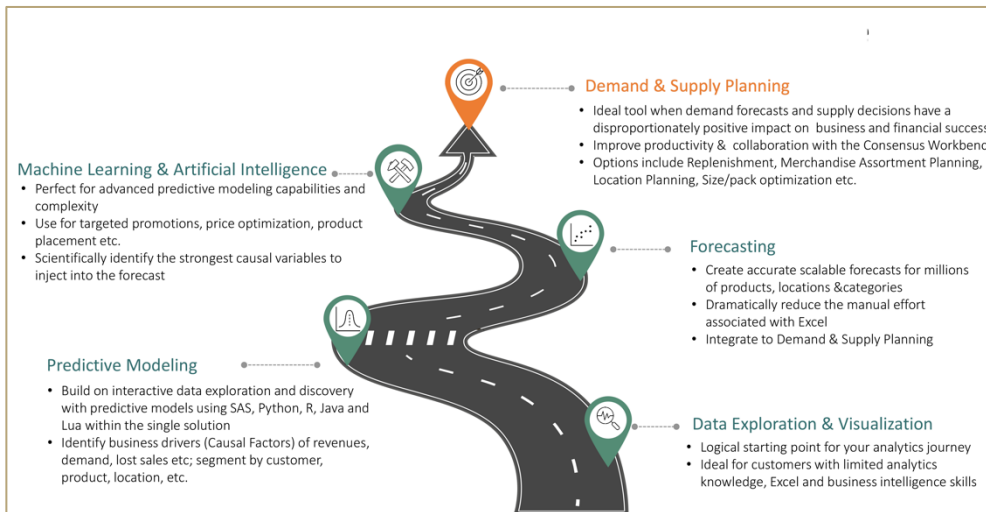 Demand & Supply Planning
• Ideal tool when demand forecasts and supply decisions have a
disproportionately positive impact on business and financial success
• Improve productivity & collaboration with the Consensus Workbenc
• Options include Replenishment, Merchandise Assortment Planning,
Location Planning, Size/pack optimization etc.
Machine Learning & Artificial Intelligence
• Perfect for advanced predictive modeling capabilities and
complexity
• Use for targeted promotions, price optimization, product
placement etc.
• Scientifically identify the strongest causal variables to
inject into the forecast
Forecasting
• Create accurate scalable forecasts for millions
of products, locations &categories
• Dramatically reduce the manual effort
associated with Excel
• Integrate to Demand & Supply Planning
Predictive Modeling
• Build on interactive data exploration and discovery
with predictive models using SAS, Python, R, Java and
Lua within the single solution
• Identify business drivers (Causal Factors) of revenues,
demand, lost sales etc; segment by customer,
product, location, etc.
Data Exploration & Visualization
• Logical starting point for your analytics journey
• Ideal for customers with limited analytics
knowledge, Excel and business intelligence skills